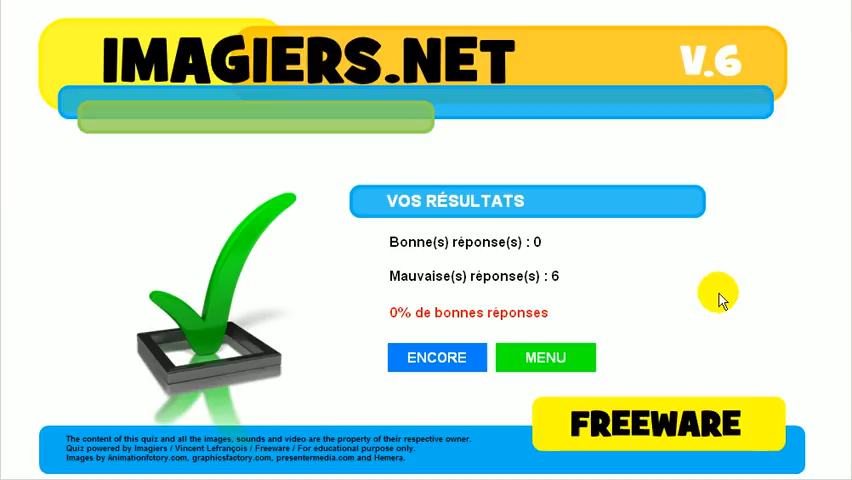 IMAGIERS.NET
V.6
VOS RÉSULTATS
Bonne(s) réponse(s) : 0
Mauvaise(s) réponse(s) : 6
0% de bonnes réponses
ENCORE
MENU
FREEWARE
The content of this quiz and all the images, sounds and video are the property of their respective owner.
Quiz powered by Imagiers / Vincent Lefrançois / Freeware / For educational purpose only.
Images by Animationfctory.com, graphicsfactory.com, presentermedia.com and Hemera.